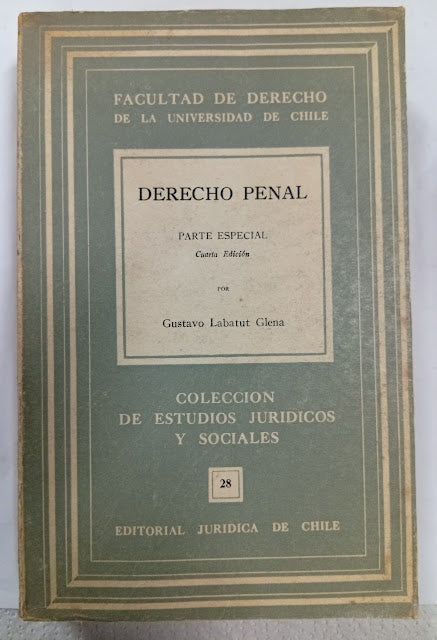 FACULTAD DE DERECHO
DE LA UNIVERSIDAD DE CHILE
DERECHO PENAL
PARTE ESPECIAL
Cuarta Edición
POR
Gustavo Labatut Glena
COLECCION
DE ESTUDIOS JURIDICOS
Y SOCIALES
28
EDITORIAL JURIDICA DE CHILE